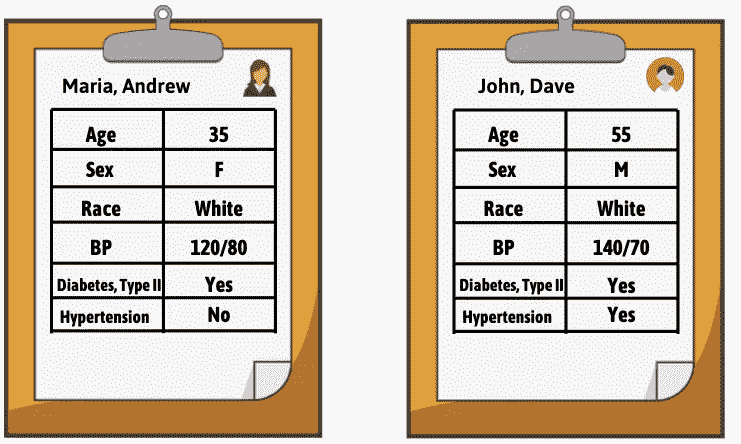 Maria, Andrew
Age 35
Sex F
Race White
BP 120/80
Diabetes, Type II Yes
Hypertension No
John, Dave
Age 55
Sex M
Race White
BP 140/70
Diabetes, Type II Yes
Hypertension Yes